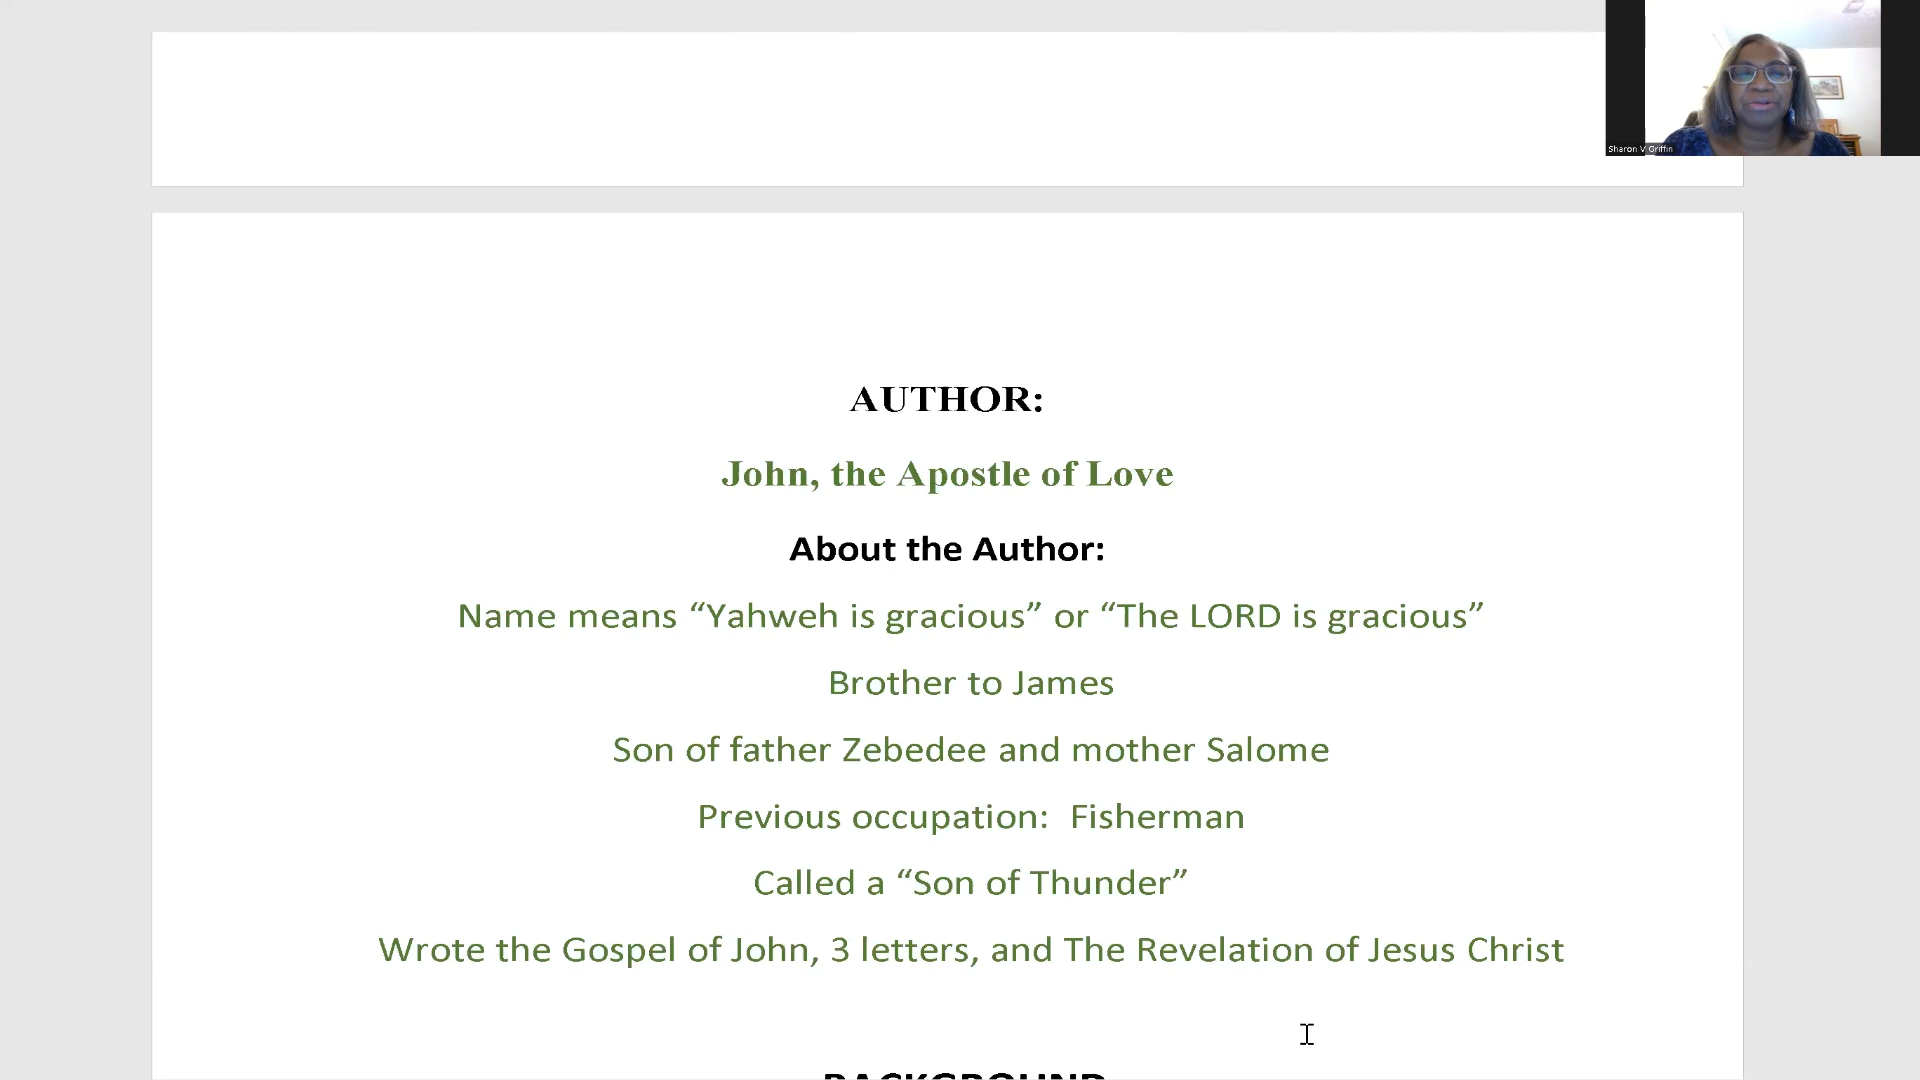 Sharon V Griffin
AUTHOR:
John, the Apostle of Love
About the Author:
Name means “Yahweh is gracious” or “The LORD is gracious”
Brother to James
Son of father Zebedee and mother Salome
Previous occupation:  Fisherman
Called a “Son of Thunder”
Wrote the Gospel of John, 3 letters, and The Revelation of Jesus Christ
BACKGROUND